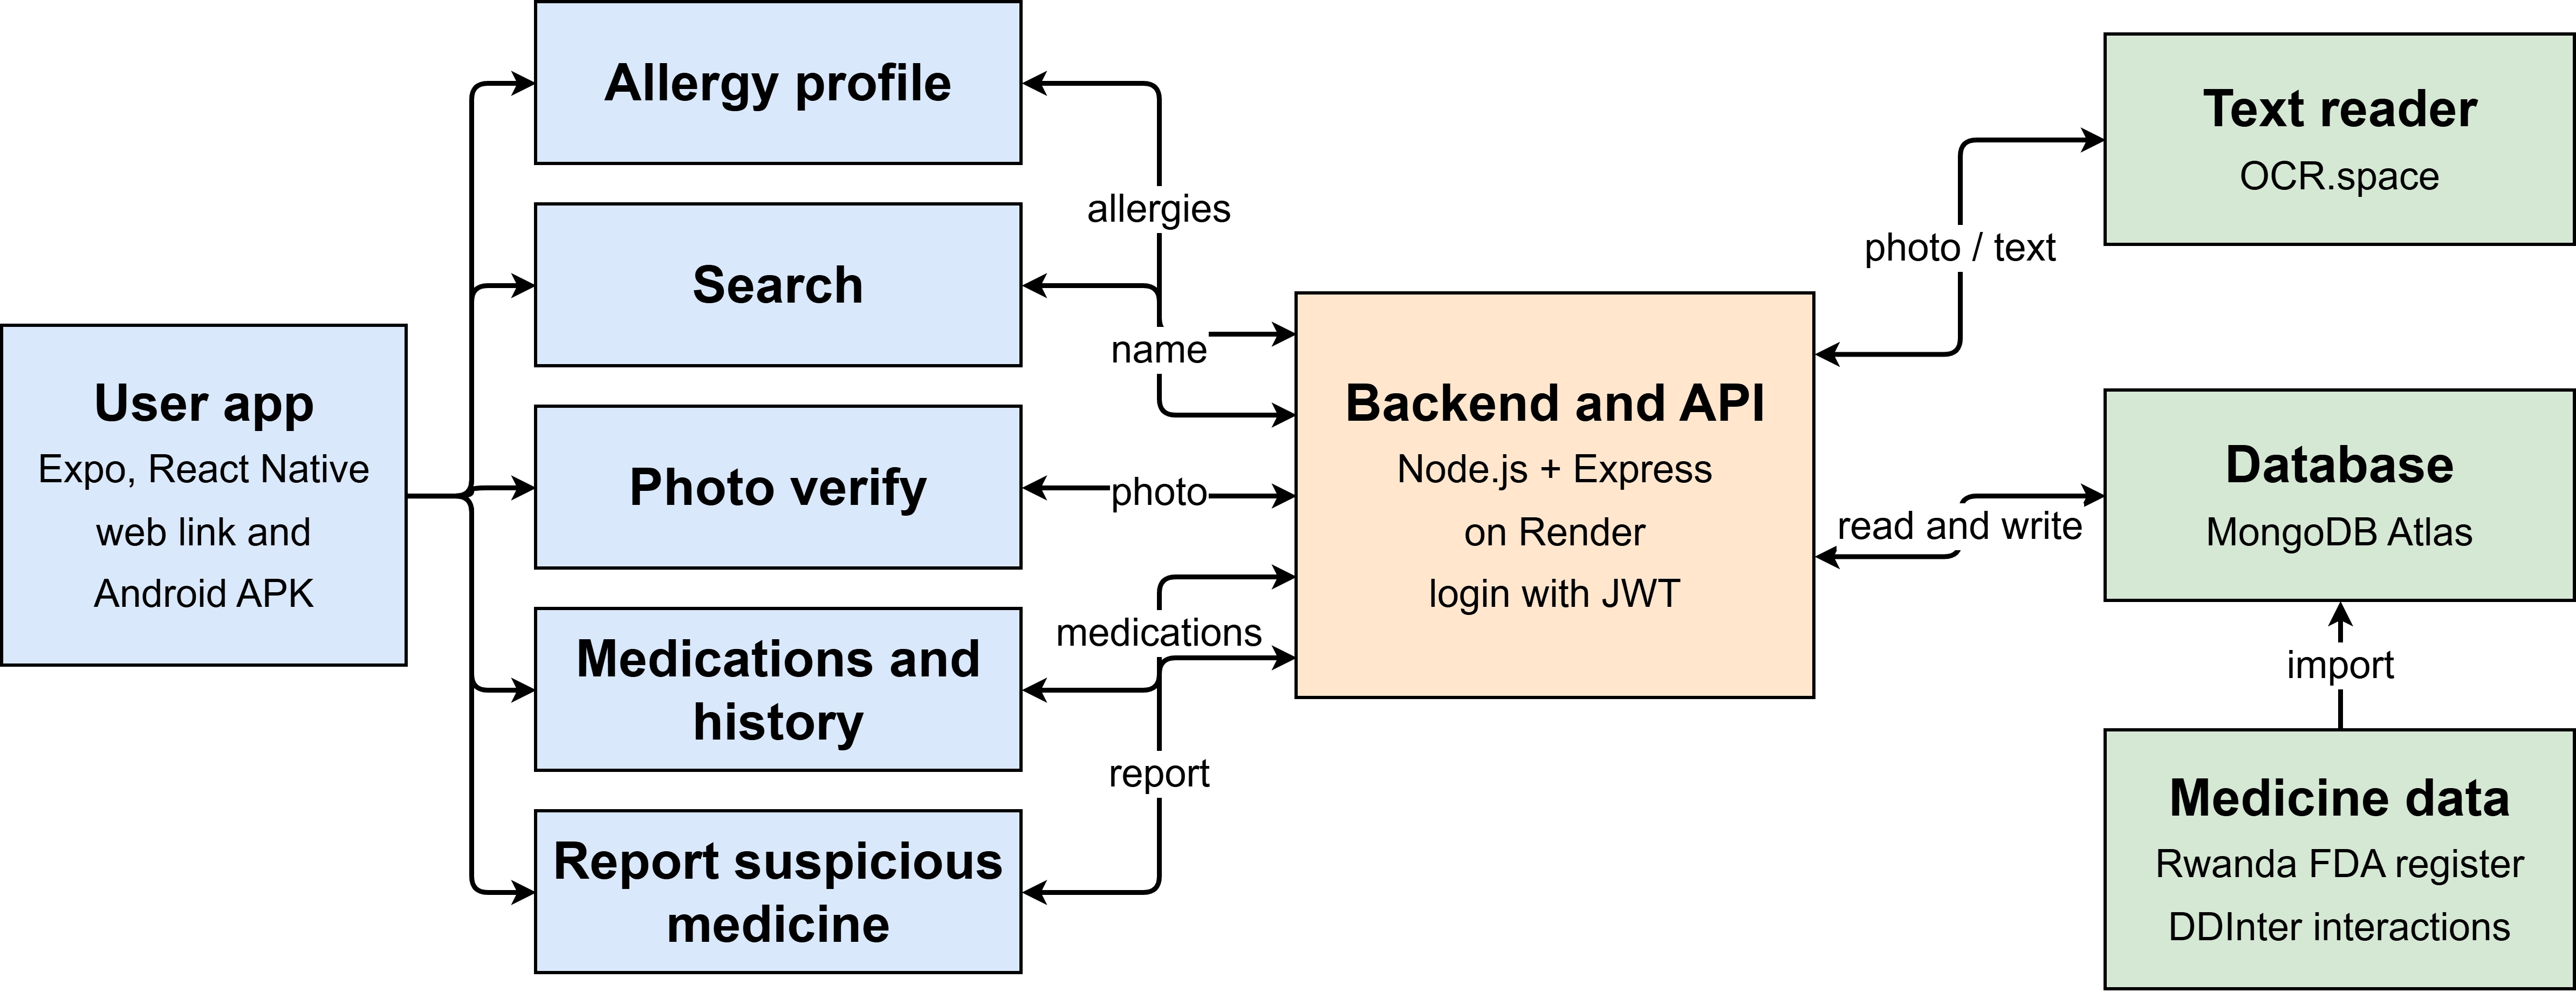 User app
Expo, React Native
web link and
Android APK
Allergy profile
Search
Photo verify
Medications and
history
Report suspicious
medicine
allergies
name
photo
medications
report
Backend and API
Node.js + Express
on Render
login with JWT
photo / text
read and write
Text reader
OCR.space
Database
MongoDB Atlas
import
Medicine data
Rwanda FDA register
DDInter interactions